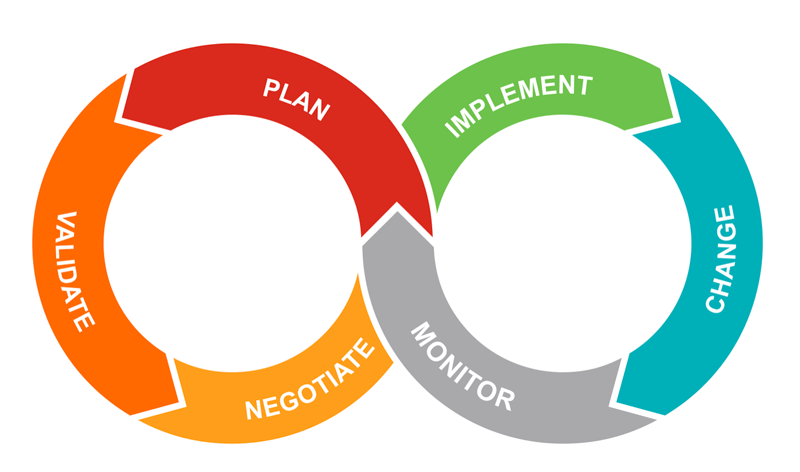 PLAN
IMPLEMENT
VALIDATE
CHANGE
NEGOTIATE
MONITOR